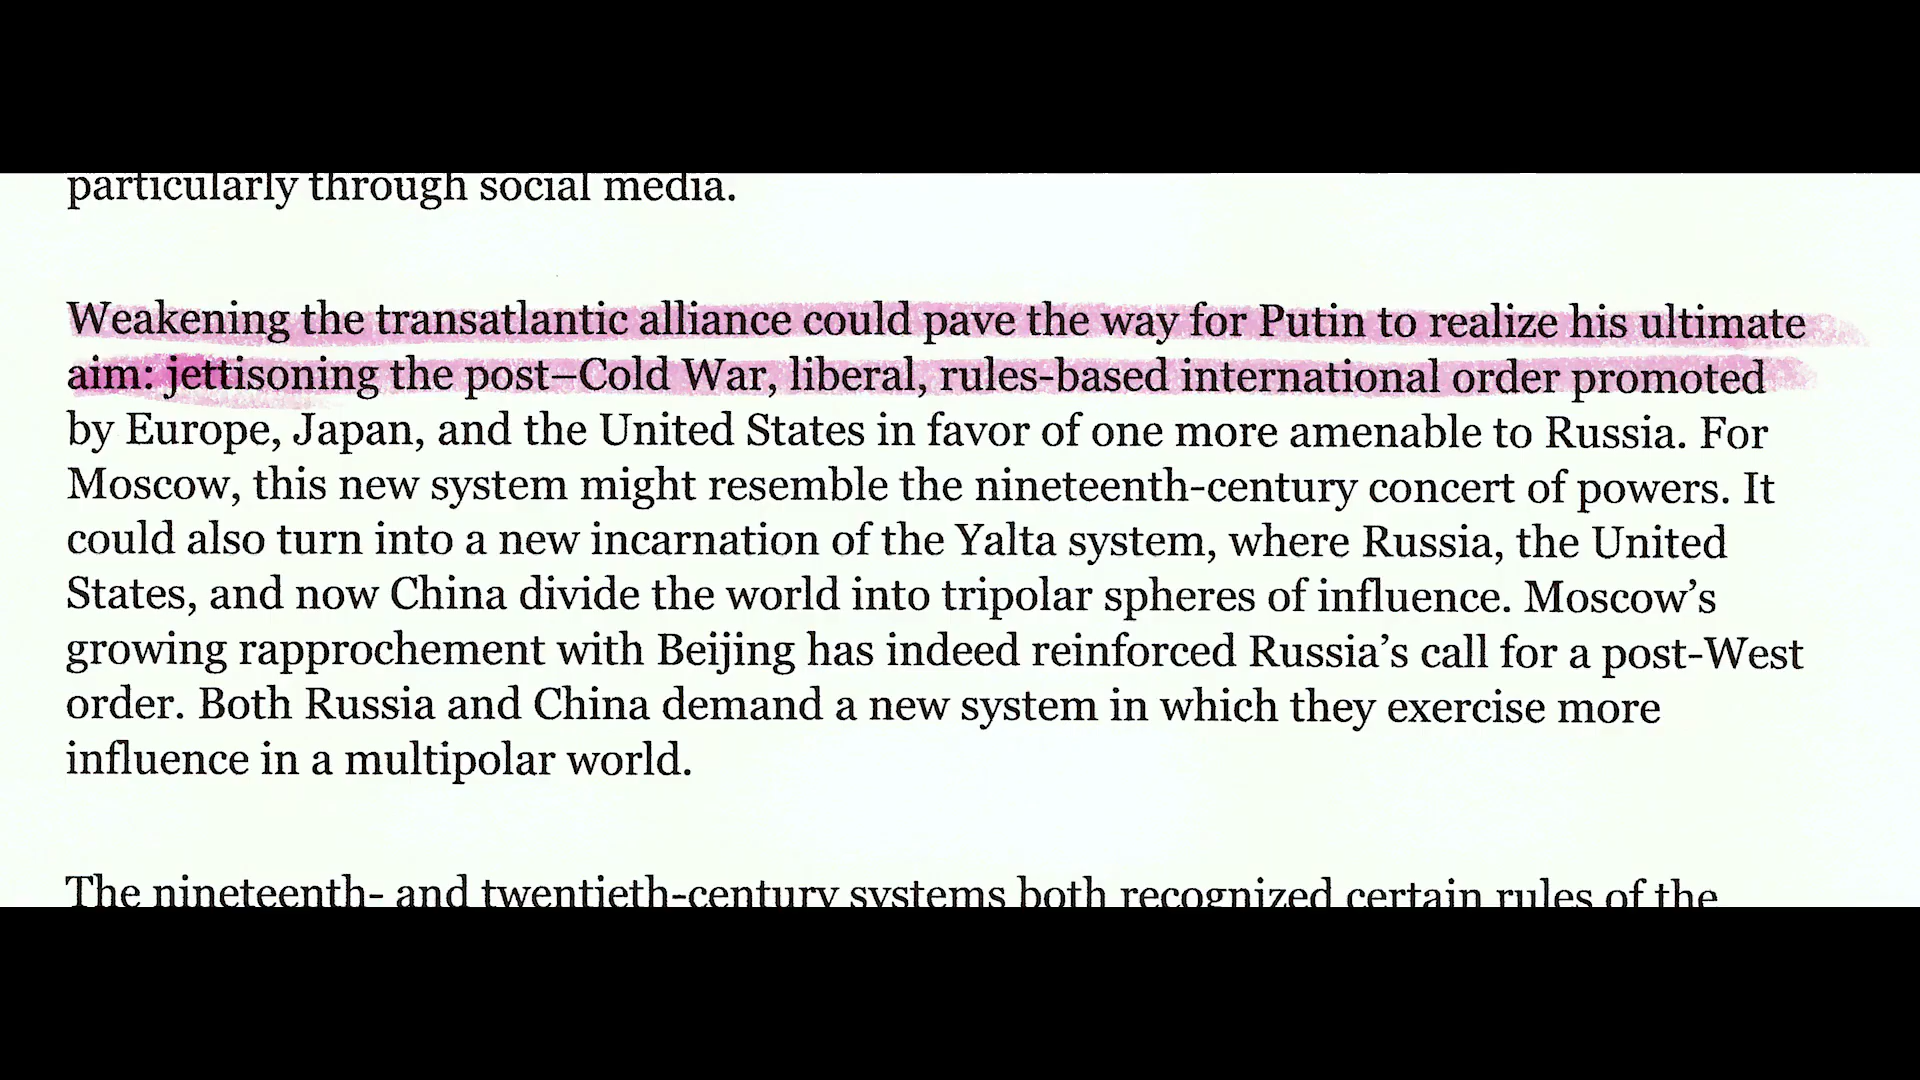 particularly through social media.
Weakening the transatlantic alliance could pave the way for Putin to realize his ultimate
aim: jettisoning the post–Cold War, liberal, rules-based international order promoted
by Europe, Japan, and the United States in favor of one more amenable to Russia. For
Moscow, this new system might resemble the nineteenth-century concert of powers. It
could also turn into a new incarnation of the Yalta system, where Russia, the United
States, and now China divide the world into tripolar spheres of influence. Moscow’s
growing rapprochement with Beijing has indeed reinforced Russia’s call for a post-West
order. Both Russia and China demand a new system in which they exercise more
influence in a multipolar world.
The nineteenth- and twentieth-century systems both recognized certain rules of the